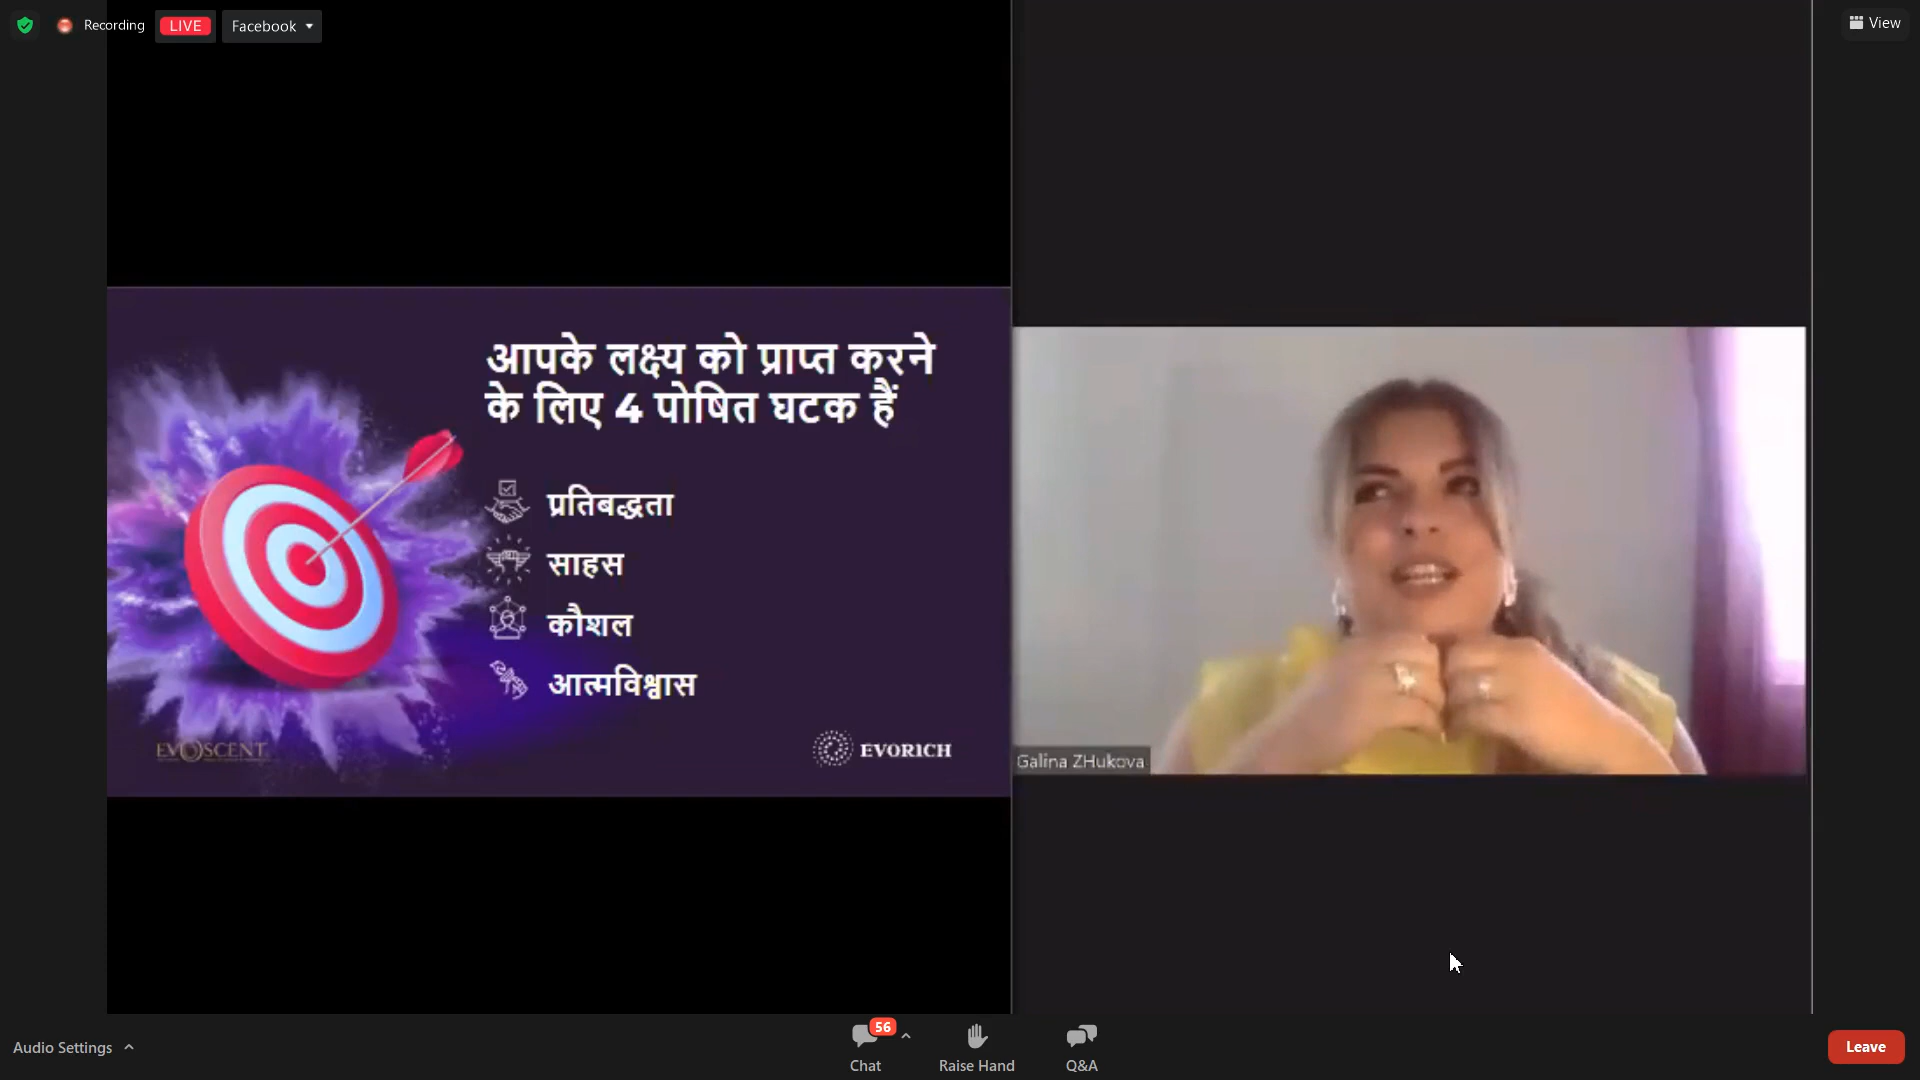 Recording
LIVE
Facebook
View
आपके लक्ष्य को प्राप्त करने
के लिए 4 पोषित घटक हैं
प्रतिबद्धता
साहस
कौशल
आत्मविश्वास
EVOSCENT
EVORICH
Galina ZHukova
Audio Settings
56
Chat
Raise Hand
Q&A
Leave